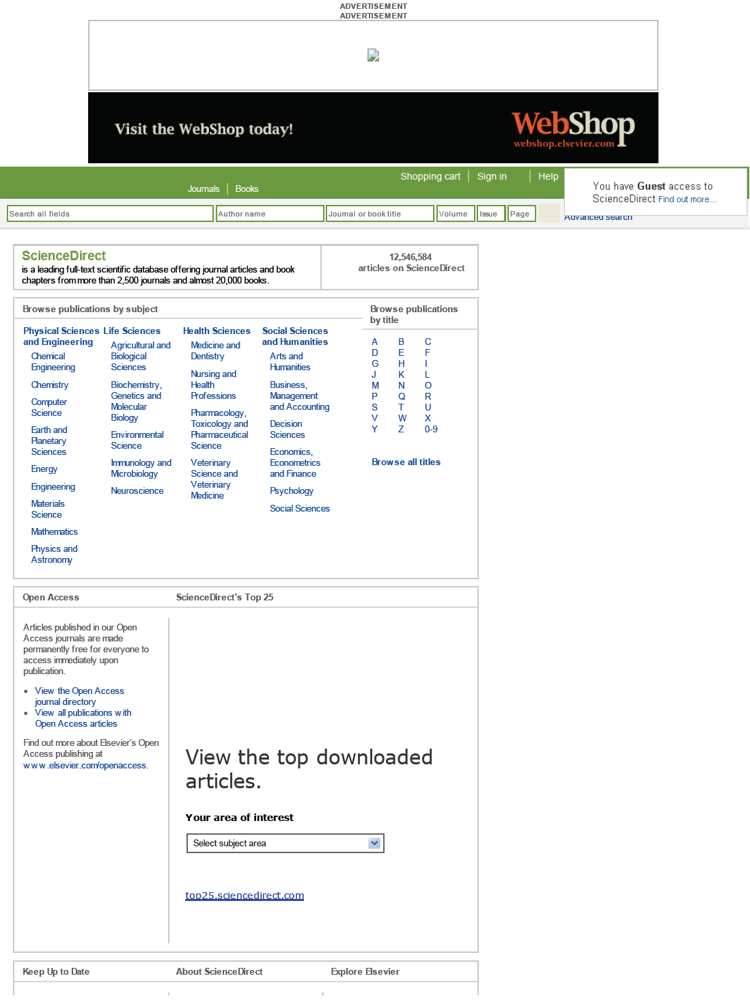 ADVERTISEMENT
ADVERTISEMENT
Visit the WebShop today!
WebShop
webshop.elsevier.com
Shopping cart
Sign in
Help
Journals
Books
You have Guest access to
ScienceDirect Find out more...
Search all fields
Author name
Journal or book title
Volume
Issue
Page
Advanced search
ScienceDirect
is a leading full-text scientific database offering journal articles and book
chapters from more than 2,500 journals and almost 20,000 books.
12,546,584
articles on ScienceDirect
Browse publications by subject
Physical Sciences
and Engineering
Chemical
Engineering
Chemistry
Computer
Science
Earth and
Planetary
Sciences
Energy
Engineering
Materials
Science
Mathematics
Physics and
Astronomy
Life Sciences
Agricultural and
Biological
Sciences
Biochemistry,
Genetics and
Molecular
Biology
Environmental
Science
Immunology and
Microbiology
Neuroscience
Health Sciences
Medicine and
Dentistry
Nursing and
Health
Professions
Pharmacology,
Toxicology and
Pharmaceutical
Science
Veterinary
Science and
Veterinary
Medicine
Social Sciences
and Humanities
Arts and
Humanities
Business,
Management
and Accounting
Decision
Sciences
Economics,
Econometrics
and Finance
Psychology
Social Sciences
Browse publications
by title
A B C
D E F
G H I
J K L
M N O
P Q R
S T U
V W X
Y Z 0-9
Browse all titles
Open Access
Articles published in our Open
Access journals are made
permanently free for everyone to
access immediately upon
publication.
• View the Open Access
journal directory
• View all publications with
Open Access articles
Find out more about Elsevier's Open
Access publishing at
www.elsevier.com/openaccess.
ScienceDirect's Top 25
View the top downloaded
articles.
Your area of interest
Select subject area
top25.sciencedirect.com
Keep Up to Date
About ScienceDirect
Explore Elsevier